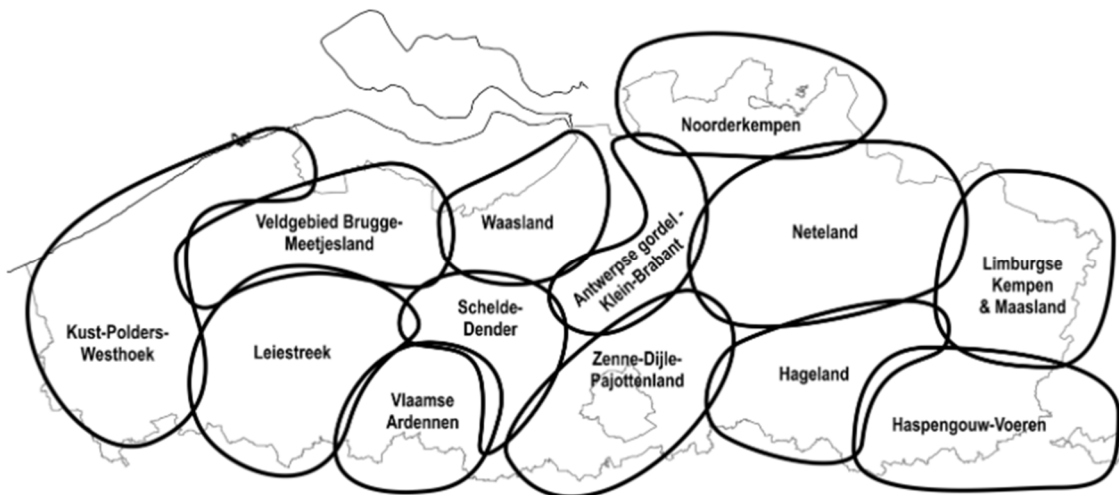 Noorderkempen
Veldgebied Brugge-
Meetjesland
Waasland
Antwerpse gordel -
Klein-Brabant
Neteland
Limburgse
Kempen
& Maasland
Kust-Polders-
Westhoek
Leiestreek
Schelde-
Dender
Vlaamse
Ardennen
Zenne-Dijle-
Pajottenland
Hageland
Haspengouw-Voeren